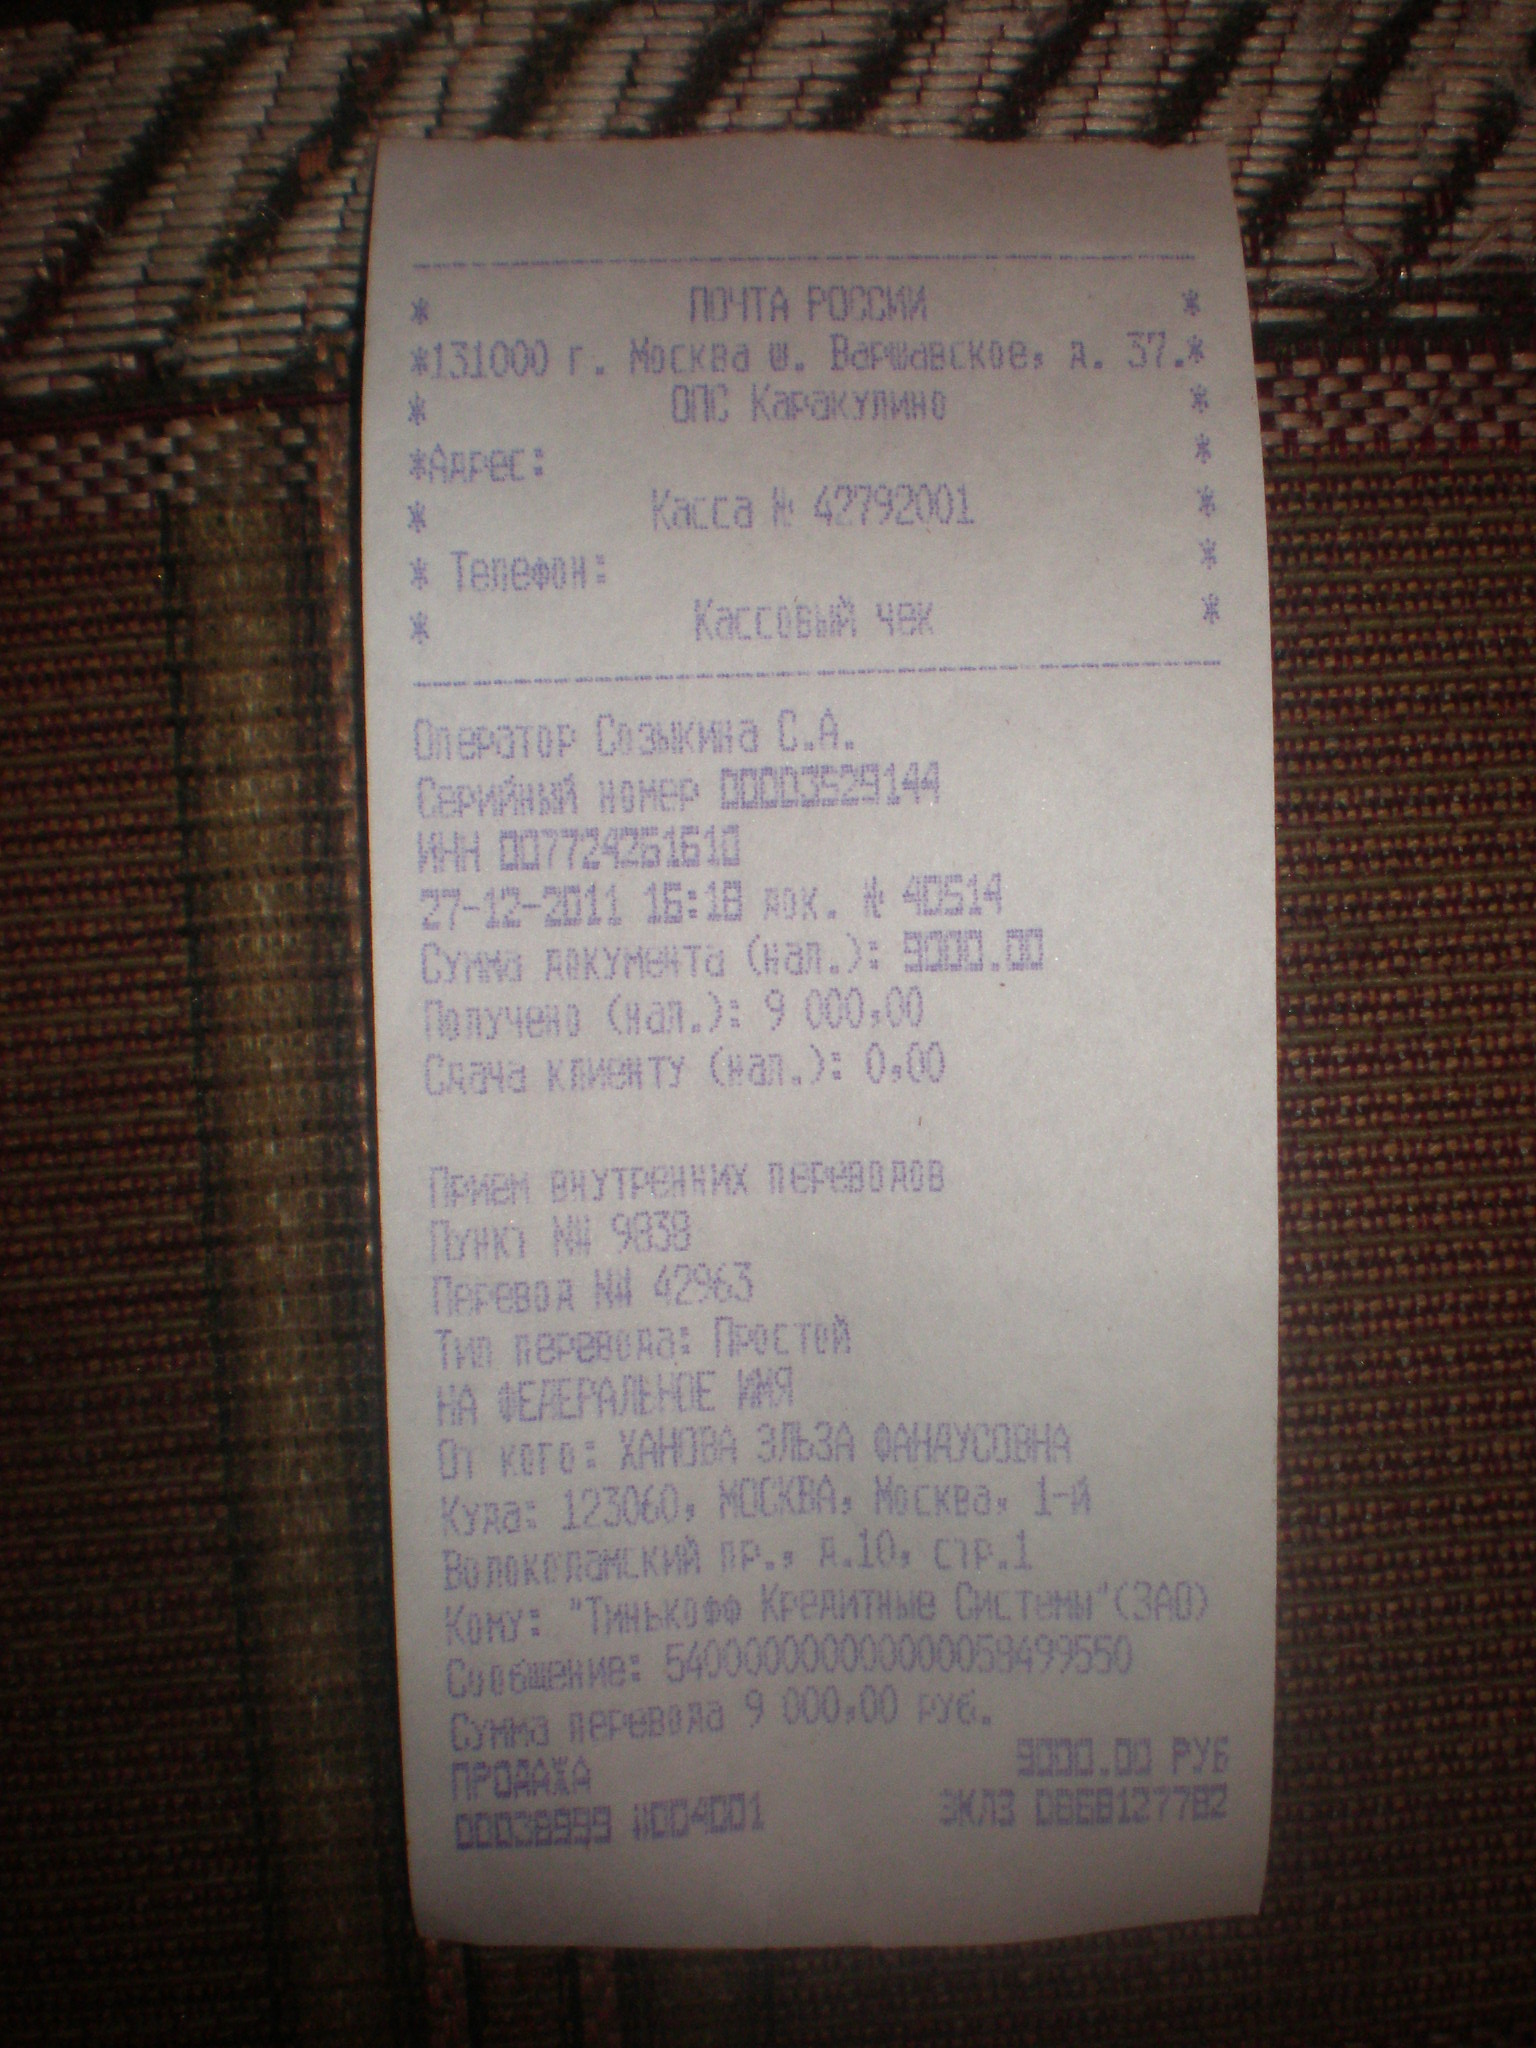 * ПОЧТА РОССИИ *
*131000 г. Москва ш. Варшавское, д. 37.*
* ОПС Каракулино *
*Адрес: *
* Касса № 42792001 *
* Телефон: *
* Кассовый чек *
Оператор Созыкина С.А.
Серийный номер 00003529144
ИНН 007724261610
27-12-2011 16:18 док. № 40514
Сумма документа (нал.): 9000.00
Получено (нал.): 9 000,00
Сдача клиенту (нал.): 0,00
Прием внутренних переводов
Пункт N# 9838
Перевод N# 42963
Тип перевода: Простой
НА ФЕДЕРАЛЬНОЕ ИМЯ
От кого: ХАНОВА ЭЛЬЗА ФАНАУСОВНА
Куда: 123060, МОСКВА, Москва, 1-й
Волоколамский пр., д.10, стр.1
Кому: "Тинькофф Кредитные Системы"(ЗАО)
Сообщение: 5400000000000000058499550
Сумма перевода 9 000,00 руб.
ПРОДАЖА 9000.00 РУБ
00038999 #004001 ЭКЛЗ 0868127782